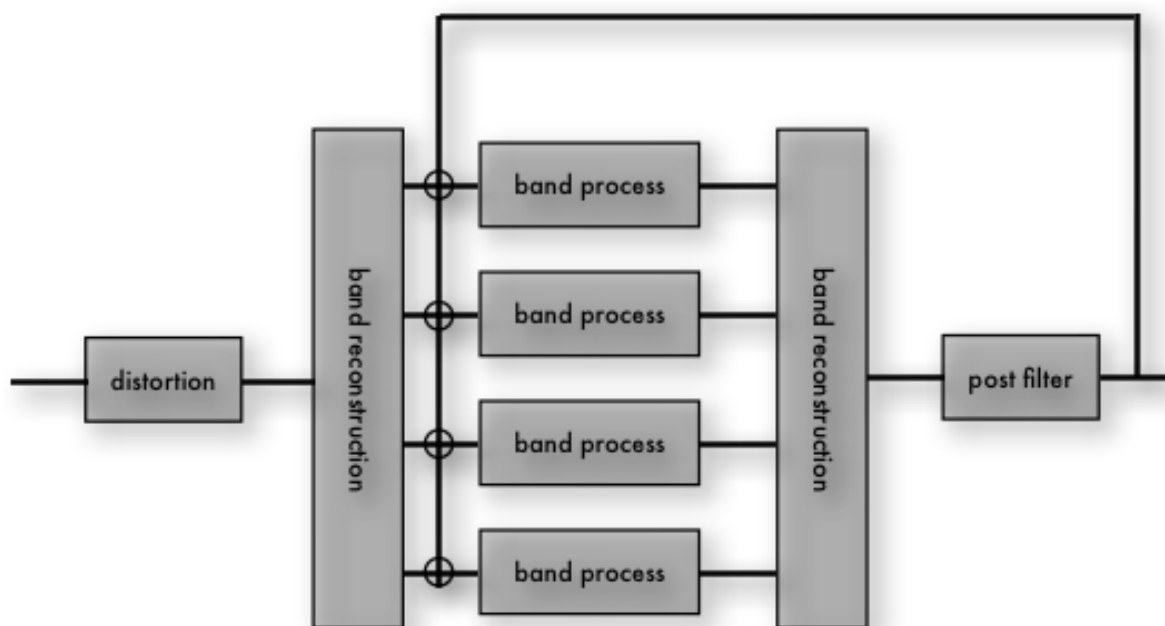 distortion
band reconstruction
band process
band process
band process
band process
band reconstruction
post filter